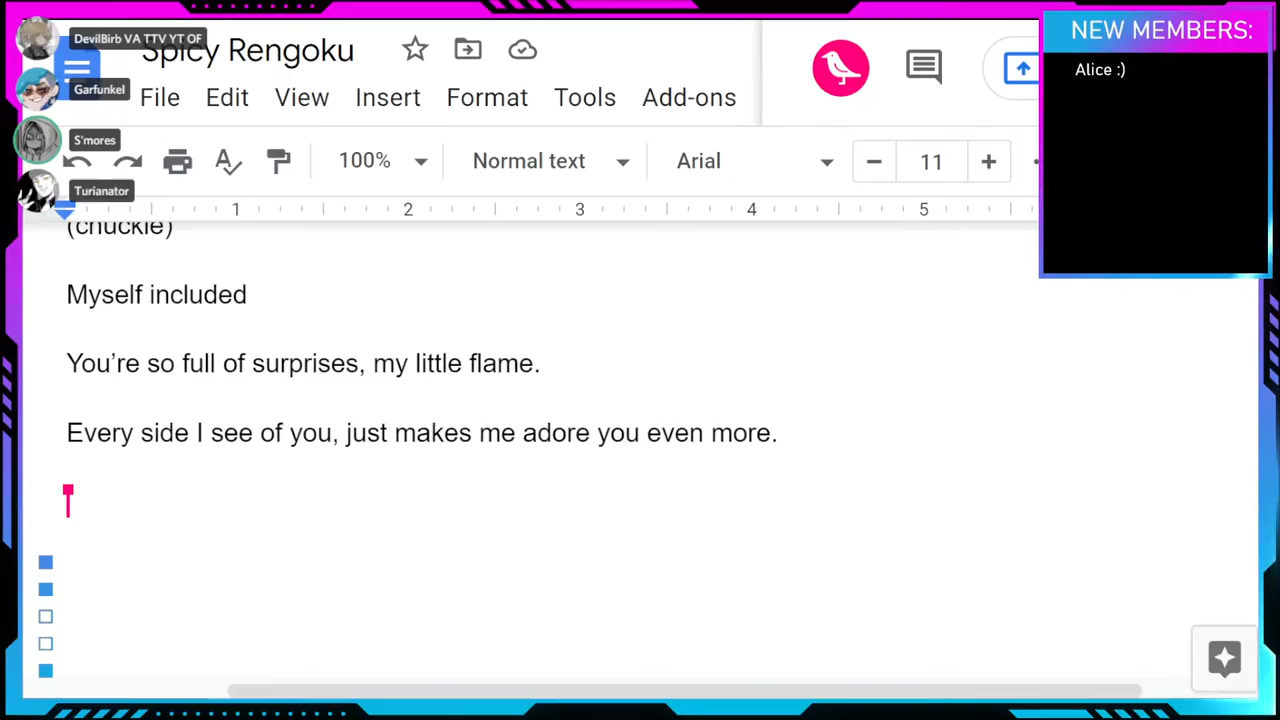 DevilBirb VA TTV YT OF
Garfunkel
S'mores
Turianator
Spicy Rengoku
File Edit View Insert Format Tools Add-ons
100% Normal text Arial 11
1 2 3 4 5
(chuckle)
Myself included
You’re so full of surprises, my little flame.
Every side I see of you, just makes me adore you even more.
NEW MEMBERS:
Alice :)